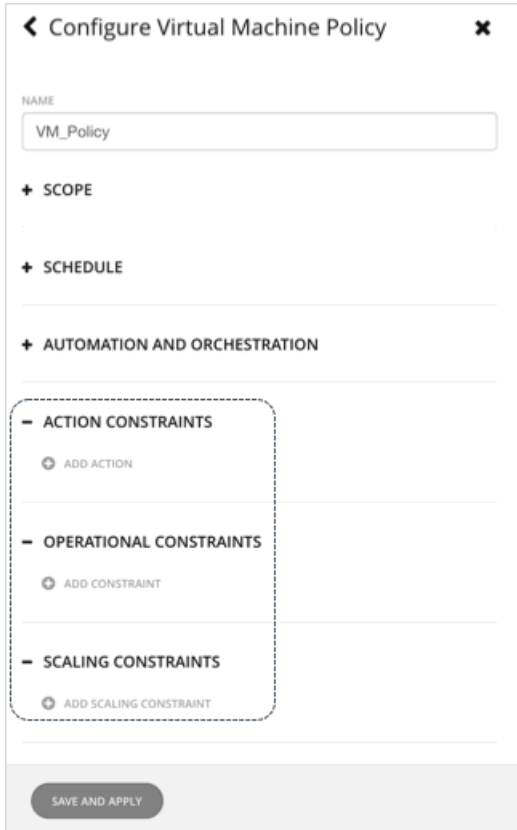 Configure Virtual Machine Policy
NAME
VM_Policy
SCOPE
SCHEDULE
AUTOMATION AND ORCHESTRATION
ACTION CONSTRAINTS
ADD ACTION
OPERATIONAL CONSTRAINTS
ADD CONSTRAINT
SCALING CONSTRAINTS
ADD SCALING CONSTRAINT
SAVE AND APPLY